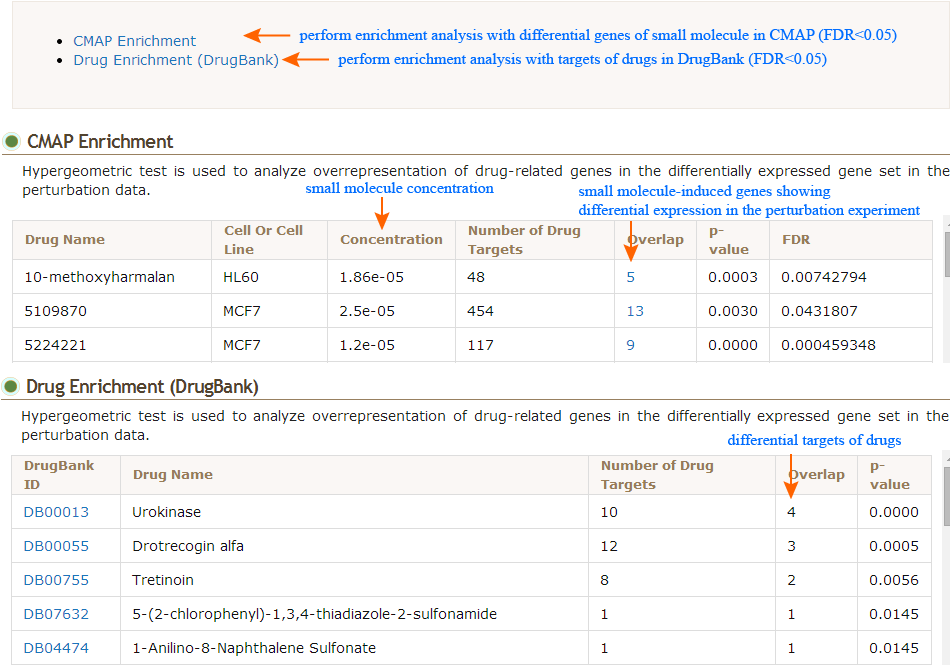 CMAP Enrichment
perform enrichment analysis with differential genes of small molecule in CMAP (FDR<0.05)
Drug Enrichment (DrugBank)
perform enrichment analysis with targets of drugs in DrugBank (FDR<0.05)
CMAP Enrichment
Hypergeometric test is used to analyze overrepresentation of drug-related genes in the differentially expressed gene set in the
perturbation data.
small molecule concentration
small molecule-induced genes showing
differential expression in the perturbation experiment
Drug Name Cell Or Cell Line Concentration Number of Drug Targets Overlap p-value FDR
10-methoxyharmalan HL60 1.86e-05 48 5 0.0003 0.00742794
5109870 MCF7 2.5e-05 454 13 0.0030 0.0431807
5224221 MCF7 1.2e-05 117 9 0.0000 0.000459348
Drug Enrichment (DrugBank)
Hypergeometric test is used to analyze overrepresentation of drug-related genes in the differentially expressed gene set in the
perturbation data.
differential targets of drugs
DrugBank ID Drug Name Number of Drug Targets Overlap p-value
DB00013 Urokinase 10 4 0.0000
DB00055 Drotrecogin alfa 12 3 0.0005
DB00755 Tretinoin 8 2 0.0056
DB07632 5-(2-chlorophenyl)-1,3,4-thiadiazole-2-sulfonamide 1 1 0.0145
DB04474 1-Anilino-8-Naphthalene Sulfonate 1 1 0.0145